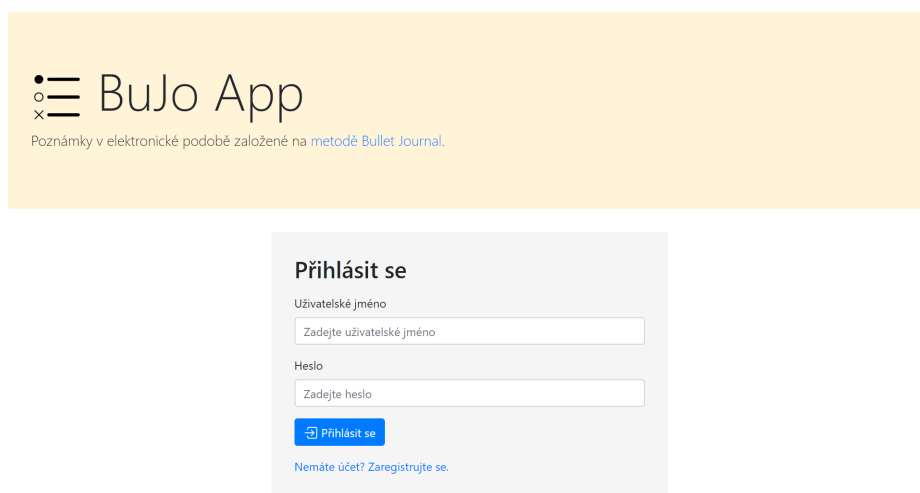 BuJo App
Poznámky v elektronické podobě založené na metodě Bullet Journal.
Přihlásit se
Uživatelské jméno
Zadejte uživatelské jméno
Heslo
Zadejte heslo
Přihlásit se
Nemáte účet? Zaregistrujte se.